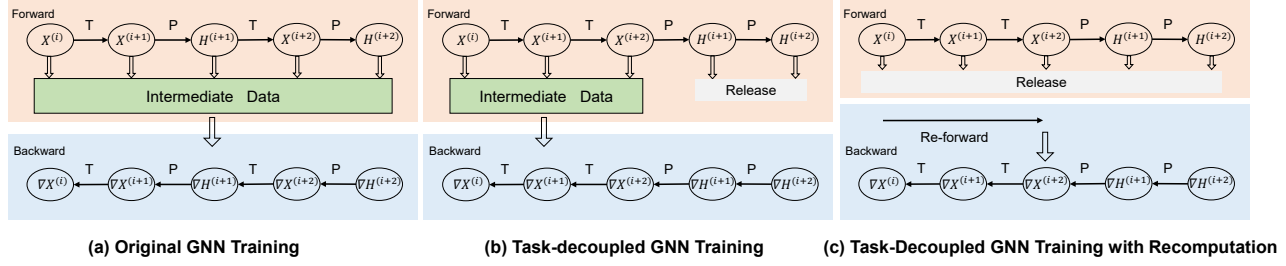 Forward
T P T P
X^(i) X^(i+1) H^(i+1) X^(i+2) H^(i+2)
Intermediate Data
Backward
T P T P
∇X^(i) ∇X^(i+1) ∇H^(i+1) ∇X^(i+2) ∇H^(i+2)
(a) Original GNN Training
Forward
T T P P
X^(i) X^(i+1) X^(i+2) H^(i+1) H^(i+2)
Intermediate Data Release
Backward
T T P P
∇X^(i) ∇X^(i+1) ∇X^(i+2) ∇H^(i+1) ∇H^(i+2)
(b) Task-decoupled GNN Training
Forward
T T P P
X^(i) X^(i+1) X^(i+2) H^(i+1) H^(i+2)
Release
Re-forward
Backward
T T P P
∇X^(i) ∇X^(i+1) ∇X^(i+2) ∇H^(i+1) ∇H^(i+2)
(c) Task-Decoupled GNN Training with Recomputation